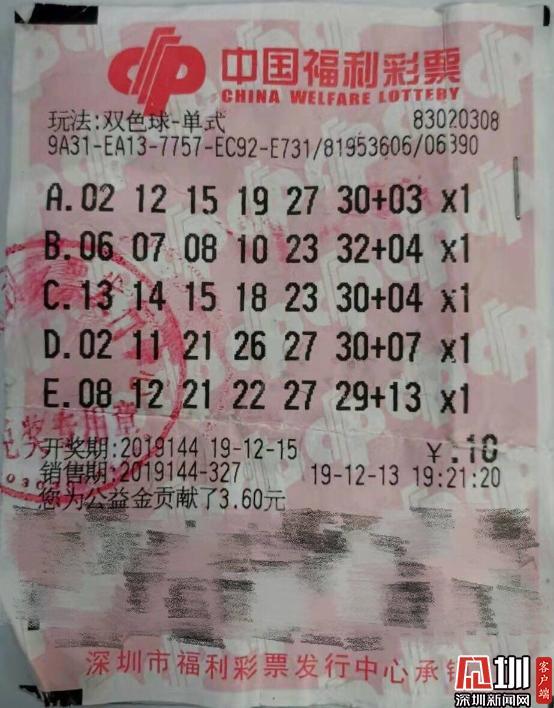 中国福利彩票
CHINA WELFARE LOTTERY
玩法:双色球-单式 83020308
9A31-EA13-7757-EC92-E731/81953606/06390
A.02 12 15 19 27 30+03 x1
B.06 07 08 10 23 32+04 x1
C.13 14 15 18 23 30+04 x1
D.02 11 21 26 27 30+07 x1
E.08 12 21 22 27 29+13 x1
开奖期:2019144 19-12-15 ¥.10
销售期:2019144-327 19-12-13 19:21:20
您为公益金贡献了3.60元
专用章
深圳市福利彩票发行中心承
深圳新闻网
客户端